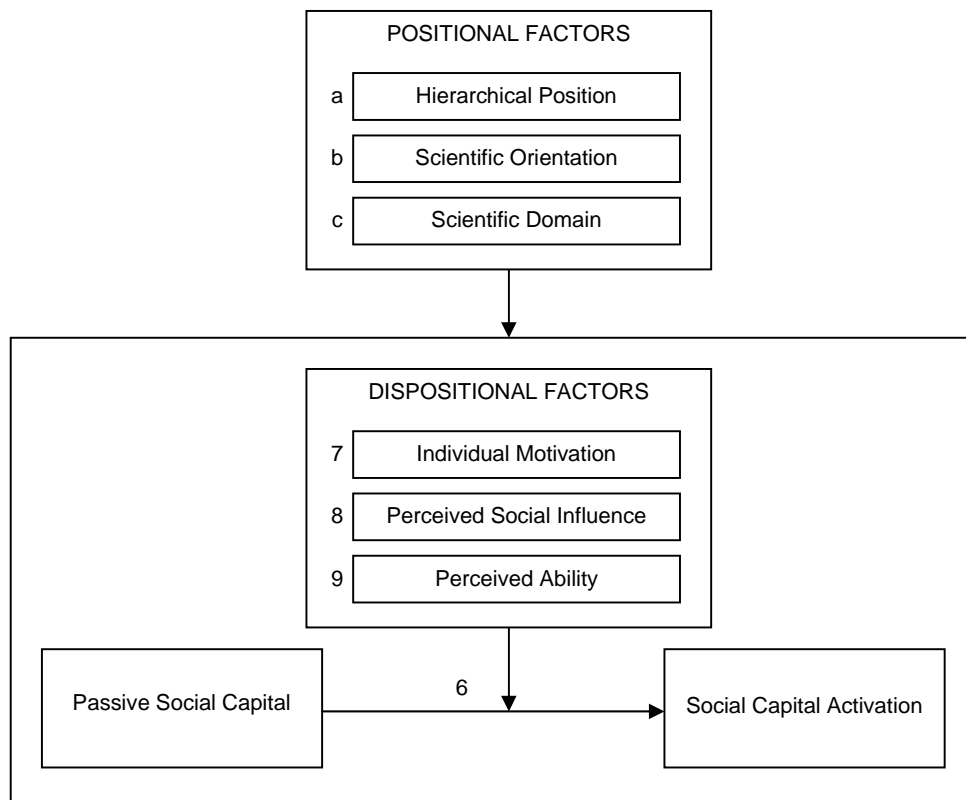 POSITIONAL FACTORS
a Hierarchical Position
b Scientific Orientation
c Scientific Domain
DISPOSITIONAL FACTORS
7 Individual Motivation
8 Perceived Social Influence
9 Perceived Ability
Passive Social Capital
6
Social Capital Activation